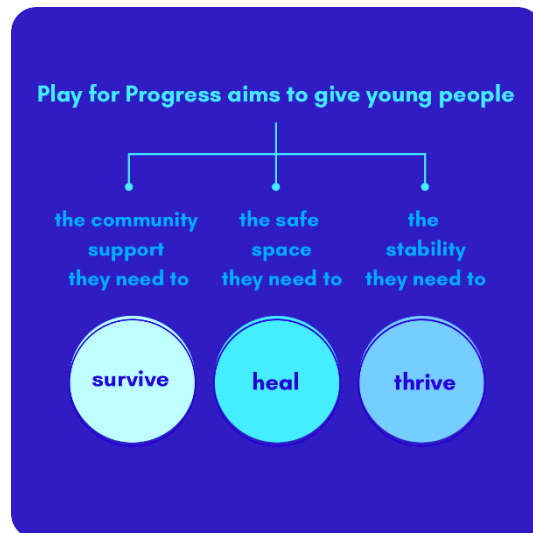 Play for Progress aims to give young people
the community
support
they need to
the safe
space
they need to
the
stability
they need to
survive
heal
thrive